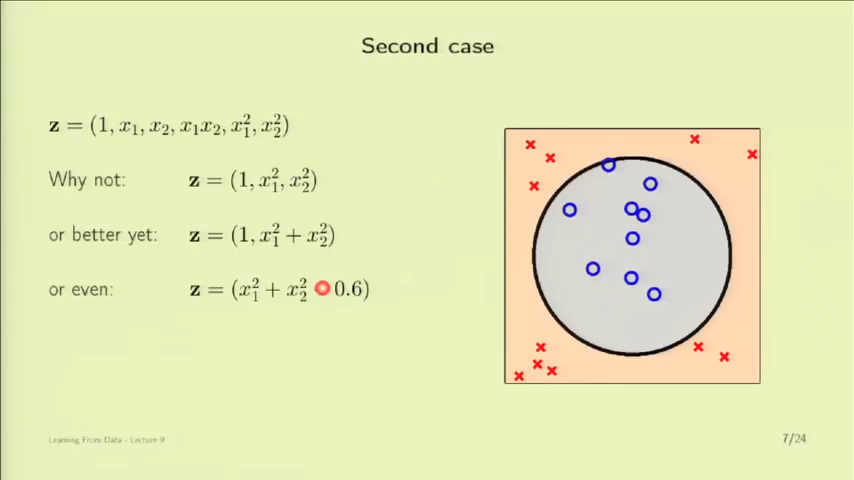 Second case
z = (1, x₁, x₂, x₁x₂, x₁², x₂²)
Why not: z = (1, x₁², x₂²)
or better yet: z = (1, x₁² + x₂²)
or even: z = (x₁² + x₂² 0.6)
Learning From Data - Lecture 9
7/24